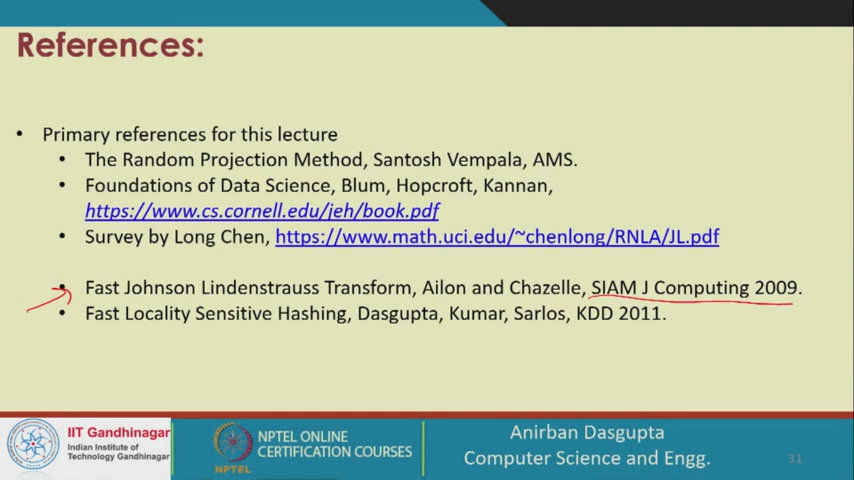 References:
• Primary references for this lecture
• The Random Projection Method, Santosh Vempala, AMS.
• Foundations of Data Science, Blum, Hopcroft, Kannan,
https://www.cs.cornell.edu/jeh/book.pdf
• Survey by Long Chen, https://www.math.uci.edu/~chenlong/RNLA/JL.pdf
• Fast Johnson Lindenstrauss Transform, Ailon and Chazelle, SIAM J Computing 2009.
• Fast Locality Sensitive Hashing, Dasgupta, Kumar, Sarlos, KDD 2011.
IIT Gandhinagar
Indian Institute of
Technology Gandhinagar
NPTEL
NPTEL ONLINE
CERTIFICATION COURSES
Anirban Dasgupta
Computer Science and Engg.
31